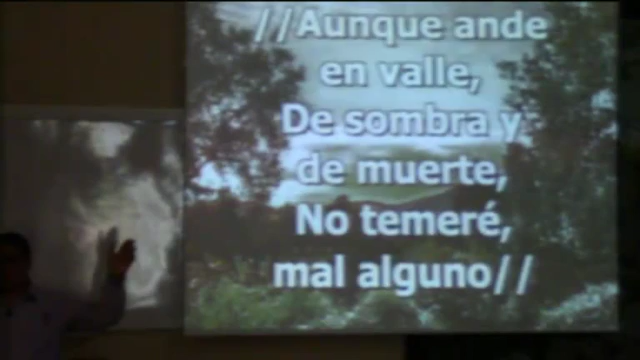 //Aunque ande
en valle,
De sombra y
de muerte,
No temeré,
mal alguno//